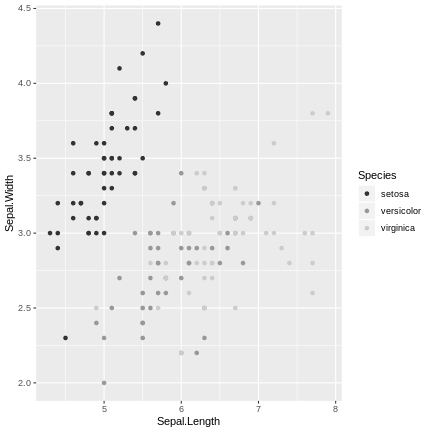 4.5
4.0
3.5
3.0
2.5
2.0
Sepal.Width
5
6
7
8
Sepal.Length
Species
setosa
versicolor
virginica